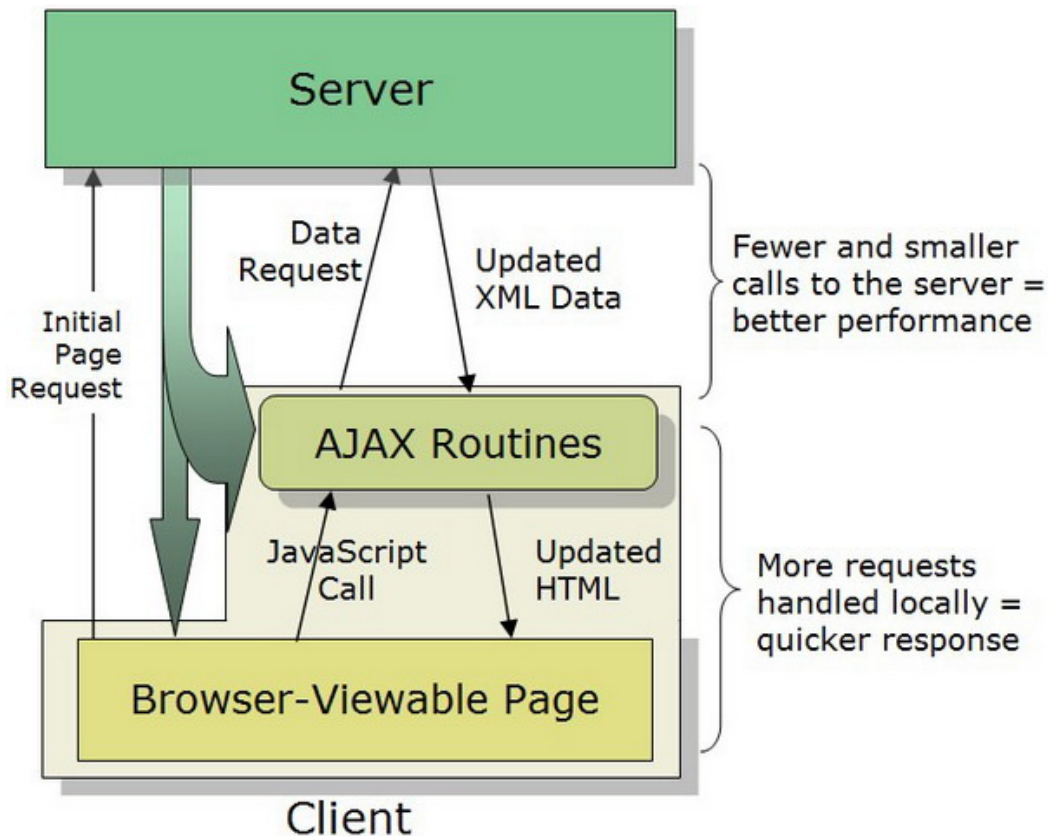 Server
Data
Request
Updated
XML Data
Fewer and smaller
calls to the server =
better performance
Initial
Page
Request
AJAX Routines
JavaScript
Call
Updated
HTML
More requests
handled locally =
quicker response
Browser-Viewable Page
Client